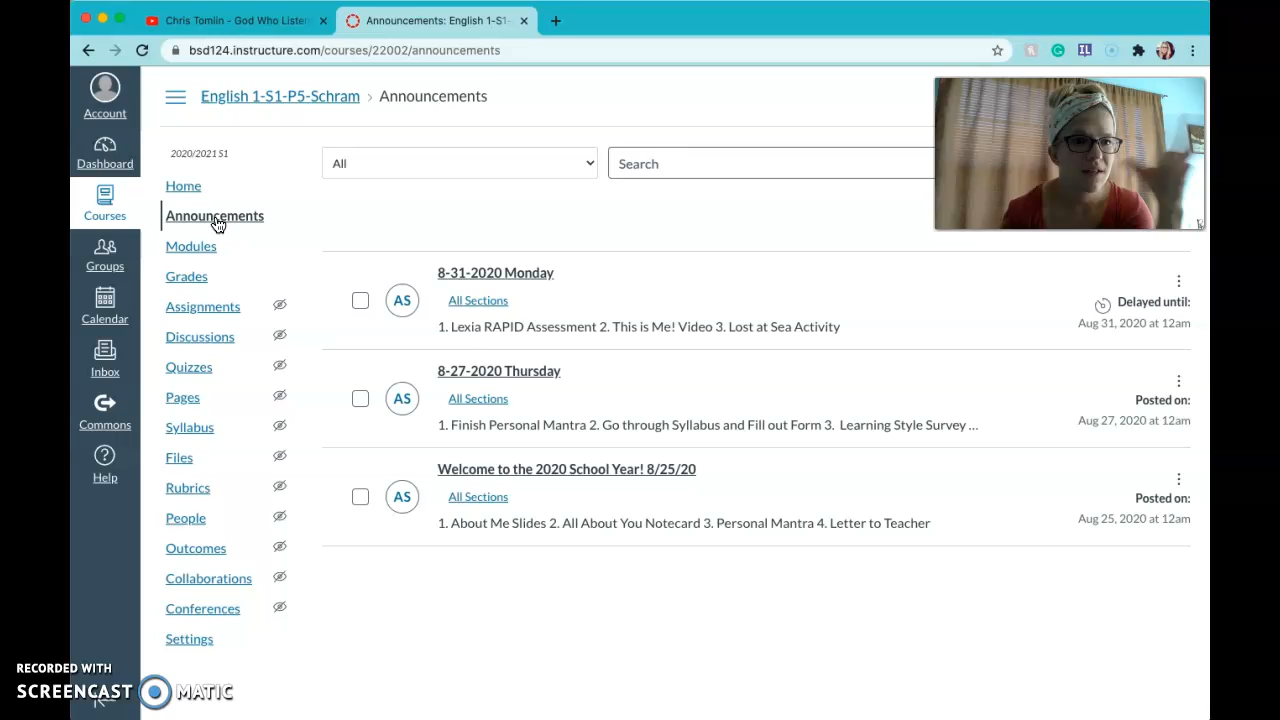 Chris Tomlin - God Who Listen
Announcements: English 1-S1-
bsd124.instructure.com/courses/22002/announcements
IL
Account
Dashboard
Courses
Groups
Calendar
Inbox
Commons
Help
English 1-S1-P5-Schram › Announcements
2020/2021 S1
Home
Announcements
Modules
Grades
Assignments
Discussions
Quizzes
Pages
Syllabus
Files
Rubrics
People
Outcomes
Collaborations
Conferences
Settings
All
Search
8-31-2020 Monday
AS
All Sections
1. Lexia RAPID Assessment 2. This is Me! Video 3. Lost at Sea Activity
Delayed until:
Aug 31, 2020 at 12am
8-27-2020 Thursday
AS
All Sections
1. Finish Personal Mantra 2. Go through Syllabus and Fill out Form 3. Learning Style Survey ...
Posted on:
Aug 27, 2020 at 12am
Welcome to the 2020 School Year! 8/25/20
AS
All Sections
1. About Me Slides 2. All About You Notecard 3. Personal Mantra 4. Letter to Teacher
Posted on:
Aug 25, 2020 at 12am
RECORDED WITH
SCREENCAST MATIC